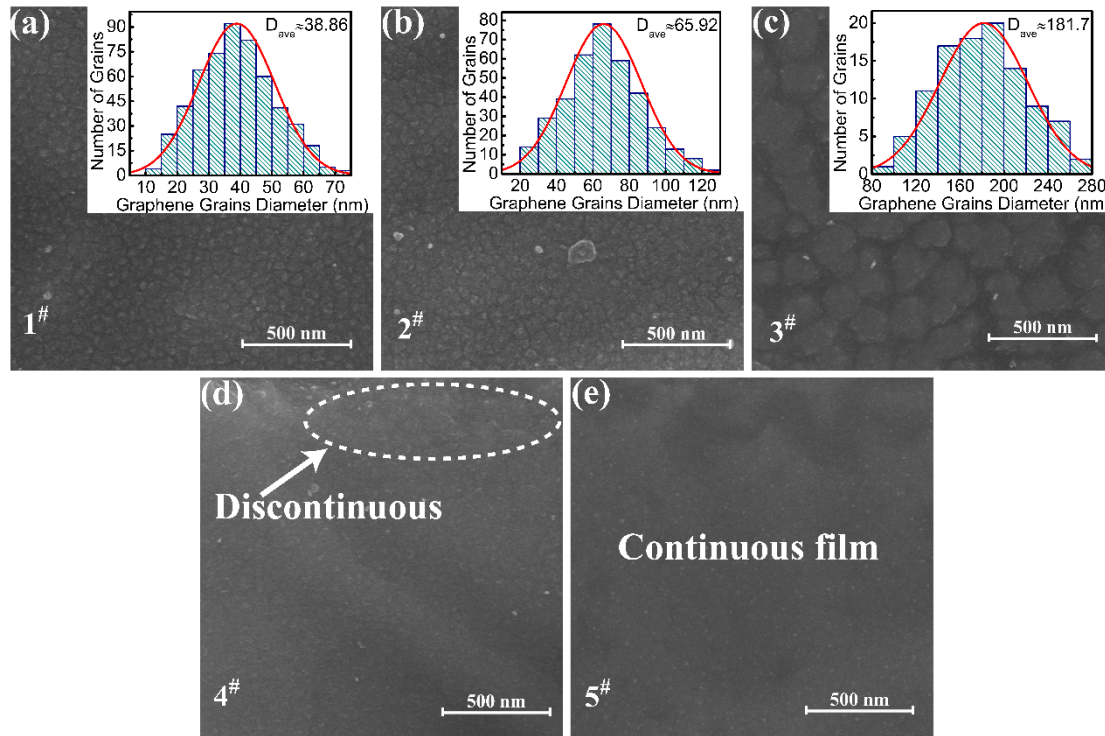 (a)
D_ave≈38.86
Number of Grains
90
75
60
45
30
15
0
10 20 30 40 50 60 70
Graphene Grains Diameter (nm)
1#
500 nm
(b)
D_ave≈65.92
Number of Grains
80
70
60
50
40
30
20
10
0
20 40 60 80 100 120
Graphene Grains Diameter (nm)
2#
500 nm
(c)
D_ave≈181.7
Number of Grains
20
15
10
5
0
80 120 160 200 240 280
Graphene Grains Diameter (nm
3#
500 nm
(d)
Discontinuous
4#
500 nm
(e)
Continuous film
5#
500 nm